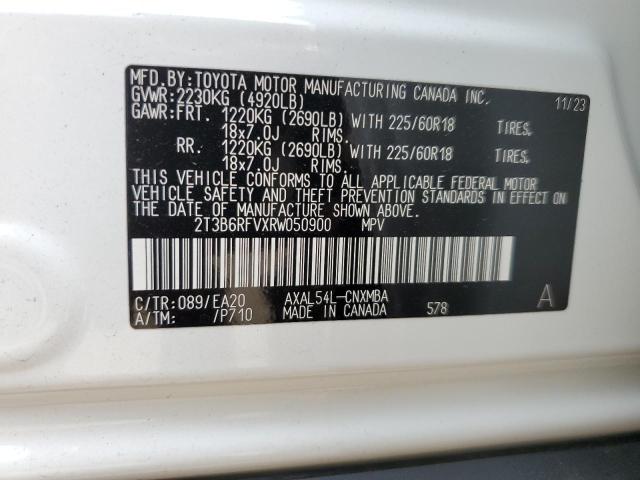 MFD.BY:TOYOTA MOTOR MANUFACTURING CANADA INC.
GVWR:2230KG (4920LB) 11/23
GAWR:FRT. 1220KG (2690LB) WITH 225/60R18 TIRES,
18x7.0J RIMS.
RR. 1220KG (2690LB) WITH 225/60R18 TIRES,
18x7.0J RIMS.
THIS VEHICLE CONFORMS TO ALL APPLICABLE FEDERAL MOTOR
VEHICLE SAFETY AND THEFT PREVENTION STANDARDS IN EFFECT ON
THE DATE OF MANUFACTURE SHOWN ABOVE.
2T3B6RFVXRW050900 MPV
C/TR:089/EA20 AXAL54L-CNXMBA A
A/TM: /P710 MADE IN CANADA 578